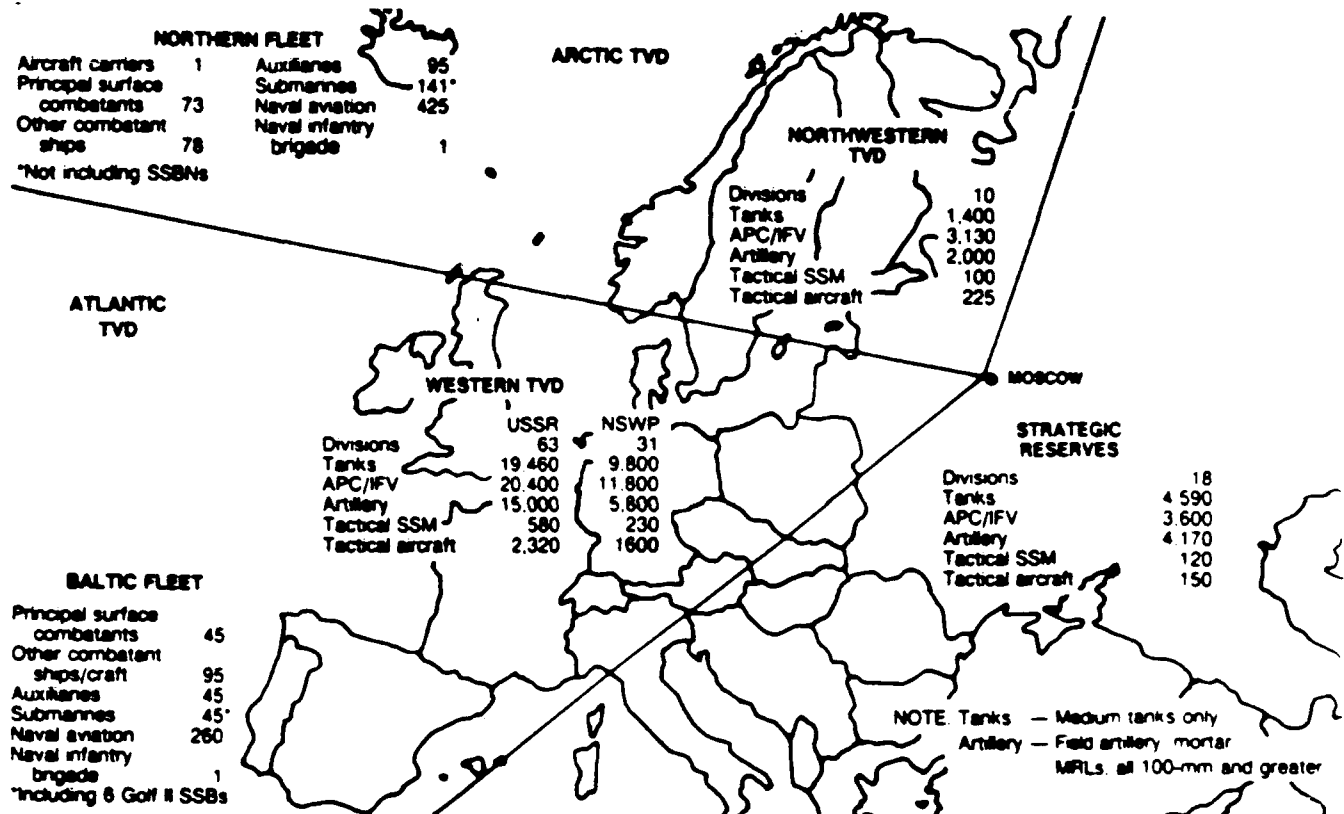 NORTHERN FLEET
Aircraft carriers 1 Auxiliaries 95
Principal surface Submarines 141*
combatants 73 Naval aviation 425
Other combatant Naval infantry
ships 78 brigade 1
*Not including SSBNs
ARCTIC TVD
NORTHWESTERN
TVD
Divisions 10
Tanks 1.400
APC/IFV 3.130
Artillery 2.000
Tactical SSM 100
Tactical aircraft 225
ATLANTIC
TVD
MOSCOW
WESTERN TVD
USSR NSWP
Divisions 63 31
Tanks 19.460 9.800
APC/IFV 20.400 11.800
Artillery 15.000 5.800
Tactical SSM 580 230
Tactical aircraft 2,320 1600
STRATEGIC
RESERVES
Divisions 18
Tanks 4 590
APC/IFV 3.600
Artillery 4.170
Tactical SSM 120
Tactical aircraft 150
BALTIC FLEET
Principal surface
combatants 45
Other combatant
ships/craft 95
Auxiliaries 45
Submarines 45*
Naval aviation 260
Naval infantry
brigade 1
*Including 6 Golf II SSBs
NOTE. Tanks — Medium tanks only
Artillery — Field artillery mortar
MRLs. all 100-mm and greater